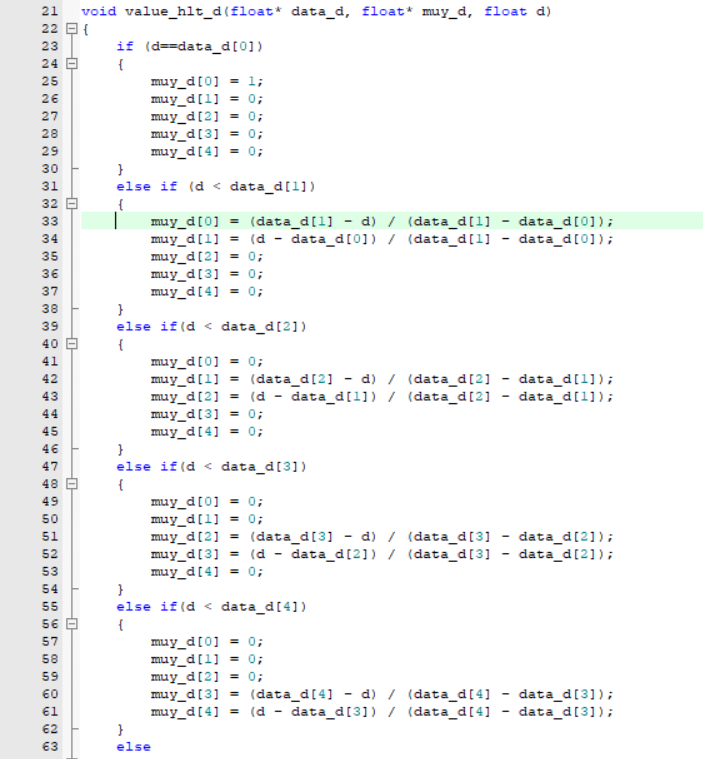 21 void value_hlt_d(float* data_d, float* muy_d, float d)
22 {
23     if (d==data_d[0])
24     {
25         muy_d[0] = 1;
26         muy_d[1] = 0;
27         muy_d[2] = 0;
28         muy_d[3] = 0;
29         muy_d[4] = 0;
30     }
31     else if (d < data_d[1])
32     {
33         muy_d[0] = (data_d[1] - d) / (data_d[1] - data_d[0]);
34         muy_d[1] = (d - data_d[0]) / (data_d[1] - data_d[0]);
35         muy_d[2] = 0;
36         muy_d[3] = 0;
37         muy_d[4] = 0;
38     }
39     else if(d < data_d[2])
40     {
41         muy_d[0] = 0;
42         muy_d[1] = (data_d[2] - d) / (data_d[2] - data_d[1]);
43         muy_d[2] = (d - data_d[1]) / (data_d[2] - data_d[1]);
44         muy_d[3] = 0;
45         muy_d[4] = 0;
46     }
47     else if(d < data_d[3])
48     {
49         muy_d[0] = 0;
50         muy_d[1] = 0;
51         muy_d[2] = (data_d[3] - d) / (data_d[3] - data_d[2]);
52         muy_d[3] = (d - data_d[2]) / (data_d[3] - data_d[2]);
53         muy_d[4] = 0;
54     }
55     else if(d < data_d[4])
56     {
57         muy_d[0] = 0;
58         muy_d[1] = 0;
59         muy_d[2] = 0;
60         muy_d[3] = (data_d[4] - d) / (data_d[4] - data_d[3]);
61         muy_d[4] = (d - data_d[3]) / (data_d[4] - data_d[3]);
62     }
63     else